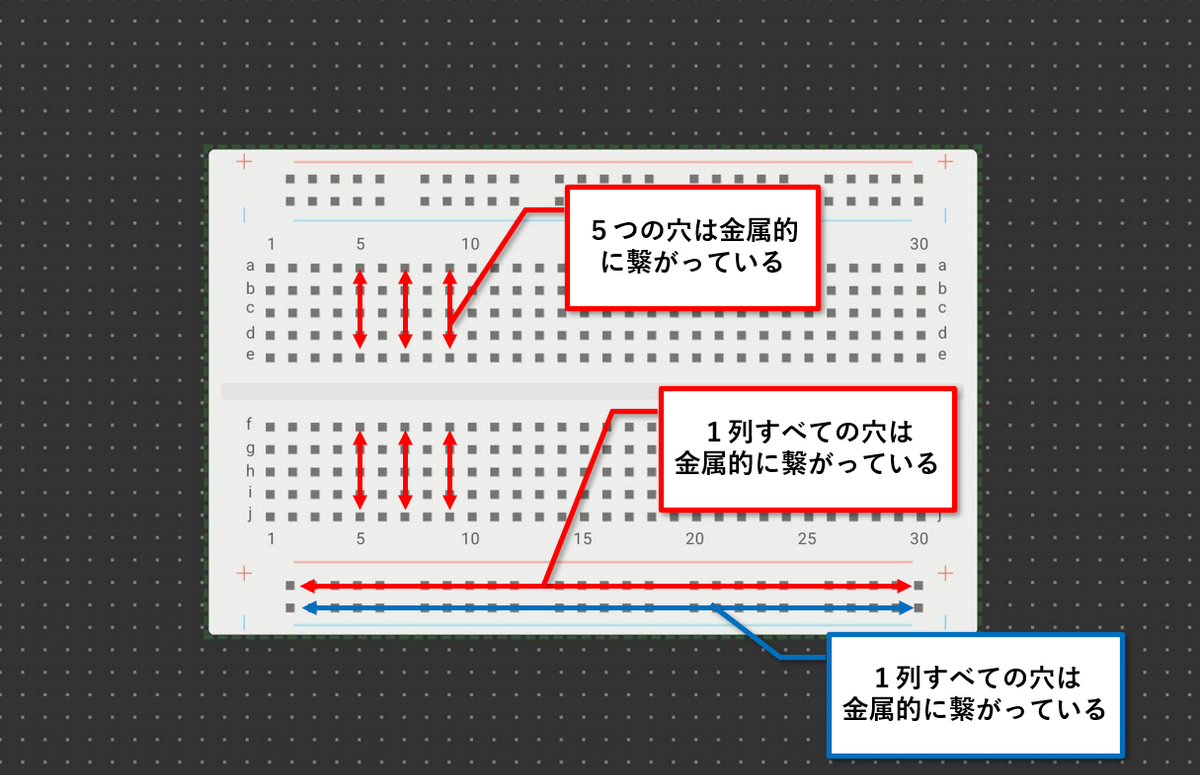 + +
| |
1 5 10 30
５つの穴は金属的
に繋がっている
a a
b b
c c
d d
e e
f
g
h
i
j j
１列すべての穴は
金属的に繋がっている
1 5 10 15 20 25 30
+ +
| |
１列すべての穴は
金属的に繋がっている